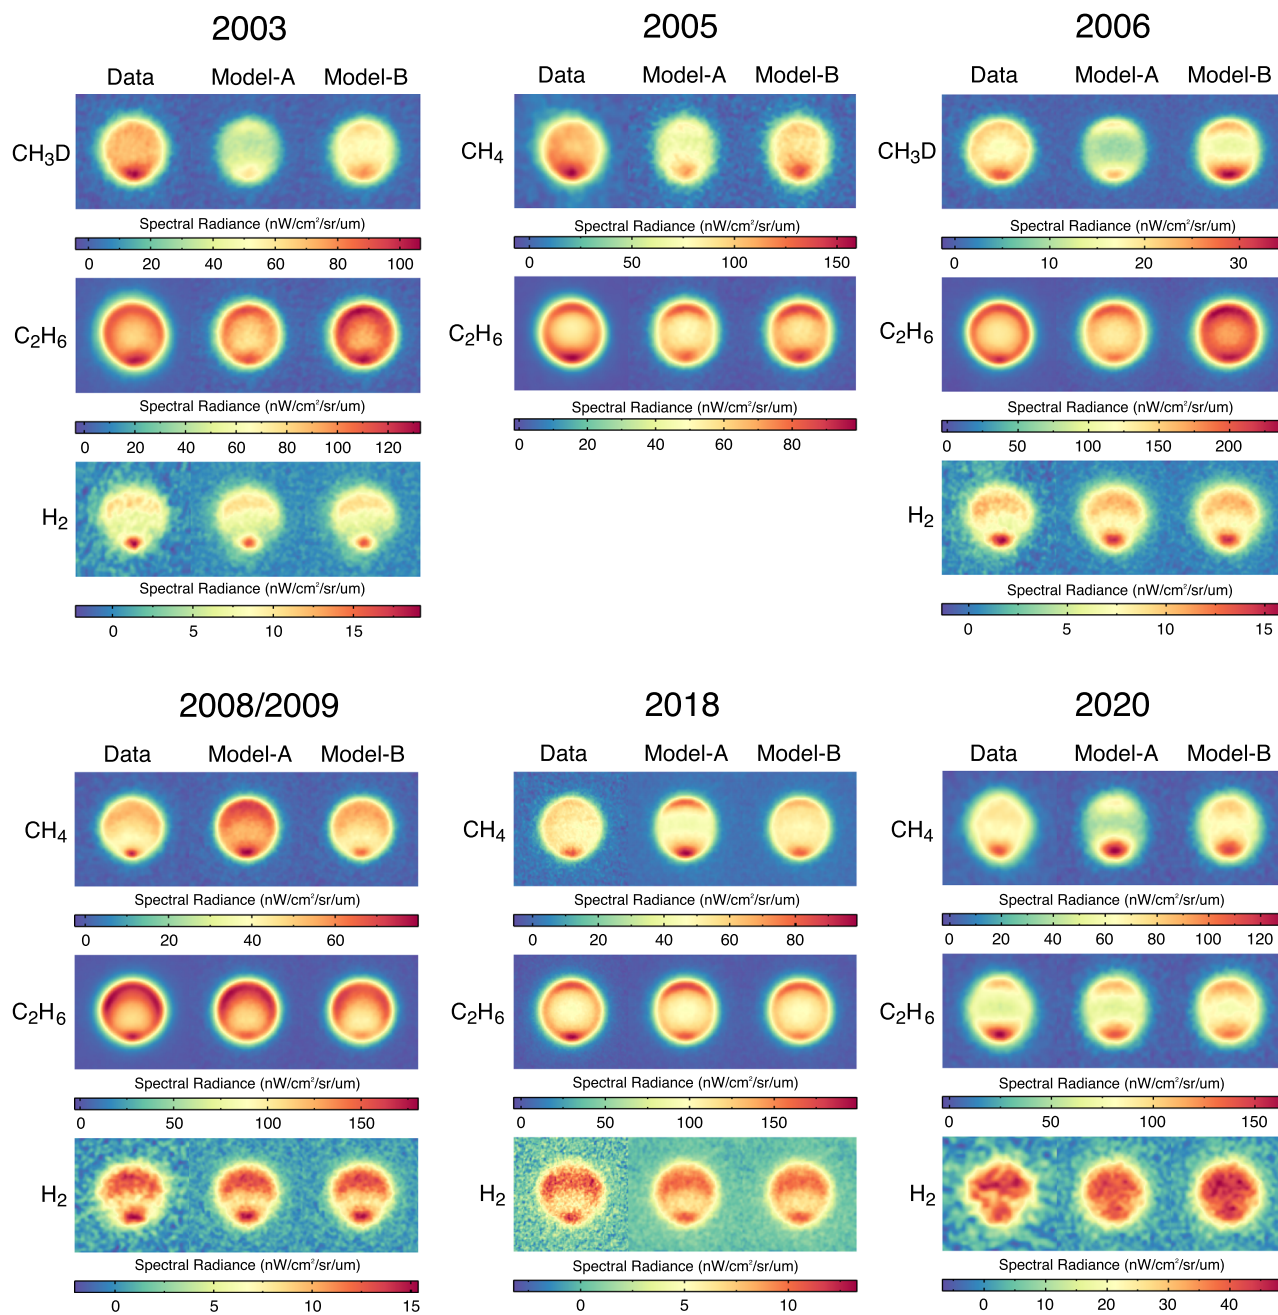 2003 2005 2006
Data Model-A Model-B Data Model-A Model-B Data Model-A Model-B
CH3D CH4 CH3D
Spectral Radiance (nW/cm²/sr/um) Spectral Radiance (nW/cm²/sr/um) Spectral Radiance (nW/cm²/sr/um)
0 20 40 60 80 100 0 50 100 150 0 10 20 30
C2H6 C2H6 C2H6
Spectral Radiance (nW/cm²/sr/um) Spectral Radiance (nW/cm²/sr/um) Spectral Radiance (nW/cm²/sr/um)
0 20 40 60 80 100 120 0 20 40 60 80 0 50 100 150 200
H2 H2
Spectral Radiance (nW/cm²/sr/um) Spectral Radiance (nW/cm²/sr/um)
0 5 10 15 0 5 10 15
2008/2009 2018 2020
Data Model-A Model-B Data Model-A Model-B Data Model-A Model-B
CH4 CH4 CH4
Spectral Radiance (nW/cm²/sr/um) Spectral Radiance (nW/cm²/sr/um) Spectral Radiance (nW/cm²/sr/um)
0 20 40 60 0 20 40 60 80 0 20 40 60 80 100 120
C2H6 C2H6 C2H6
Spectral Radiance (nW/cm²/sr/um) Spectral Radiance (nW/cm²/sr/um) Spectral Radiance (nW/cm²/sr/um)
0 50 100 150 0 50 100 150 0 50 100 150
H2 H2 H2
Spectral Radiance (nW/cm²/sr/um) Spectral Radiance (nW/cm²/sr/um) Spectral Radiance (nW/cm²/sr/um)
0 5 10 15 0 5 10 0 10 20 30 40